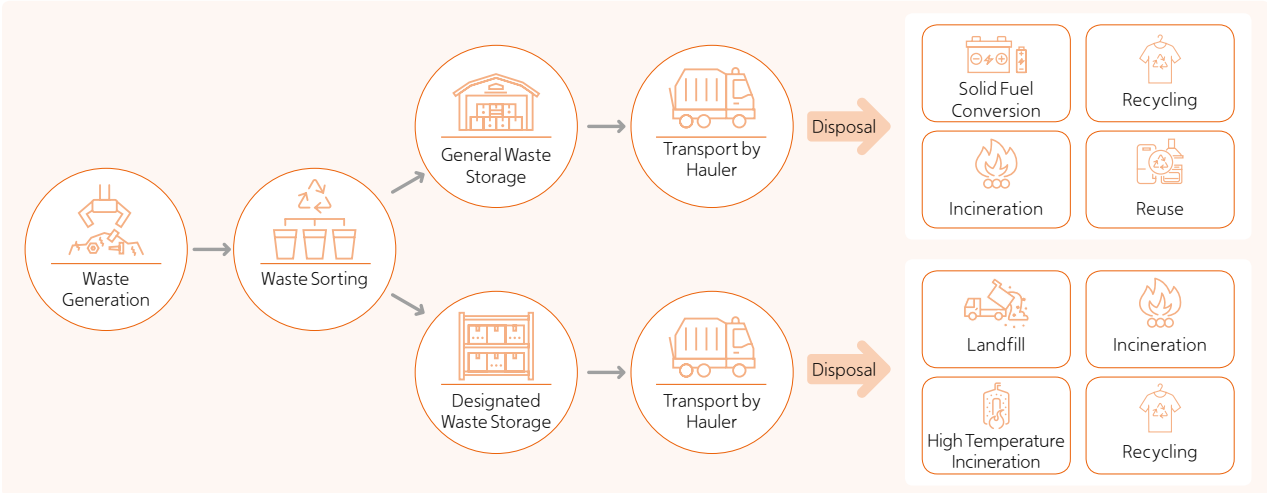 Waste
Generation
Waste Sorting
General Waste
Storage
Transport by
Hauler
Disposal
Solid Fuel
Conversion
Recycling
Incineration
Reuse
Designated
Waste Storage
Transport by
Hauler
Disposal
Landfill
Incineration
High Temperature
Incineration
Recycling